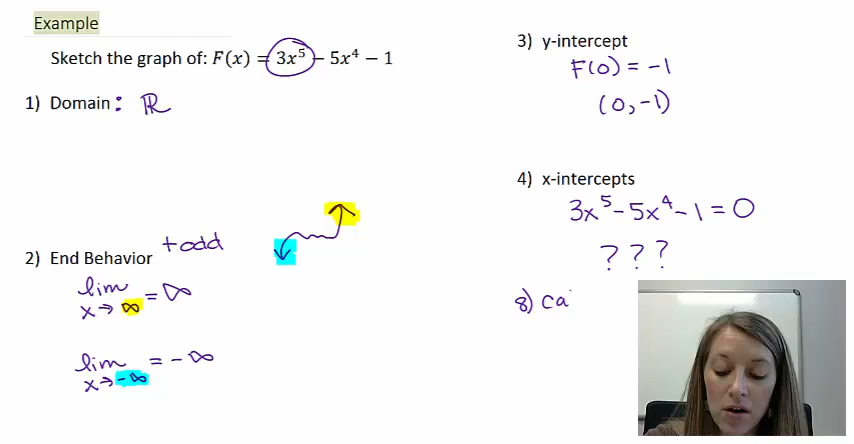 Example
Sketch the graph of: F(x) = 3x⁵ − 5x⁴ − 1
1) Domain: ℝ
2) End Behavior + odd
lim = ∞
x → ∞
lim = - ∞
x → -∞
3) y-intercept
F(0) = -1
(0, -1)
4) x-intercepts
3x⁵ - 5x⁴ - 1 = 0
? ? ?
8) ca